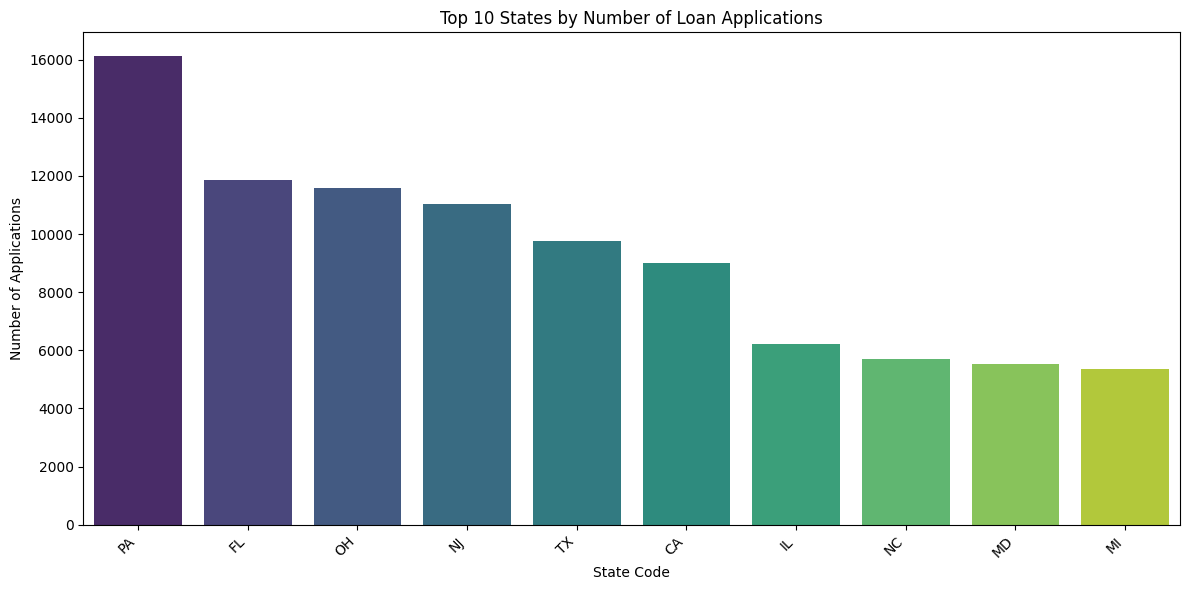 Top 10 States by Number of Loan Applications
Number of Applications
16000
14000
12000
10000
8000
6000
4000
2000
0
PA
FL
OH
NJ
TX
CA
IL
NC
MD
MI
State Code